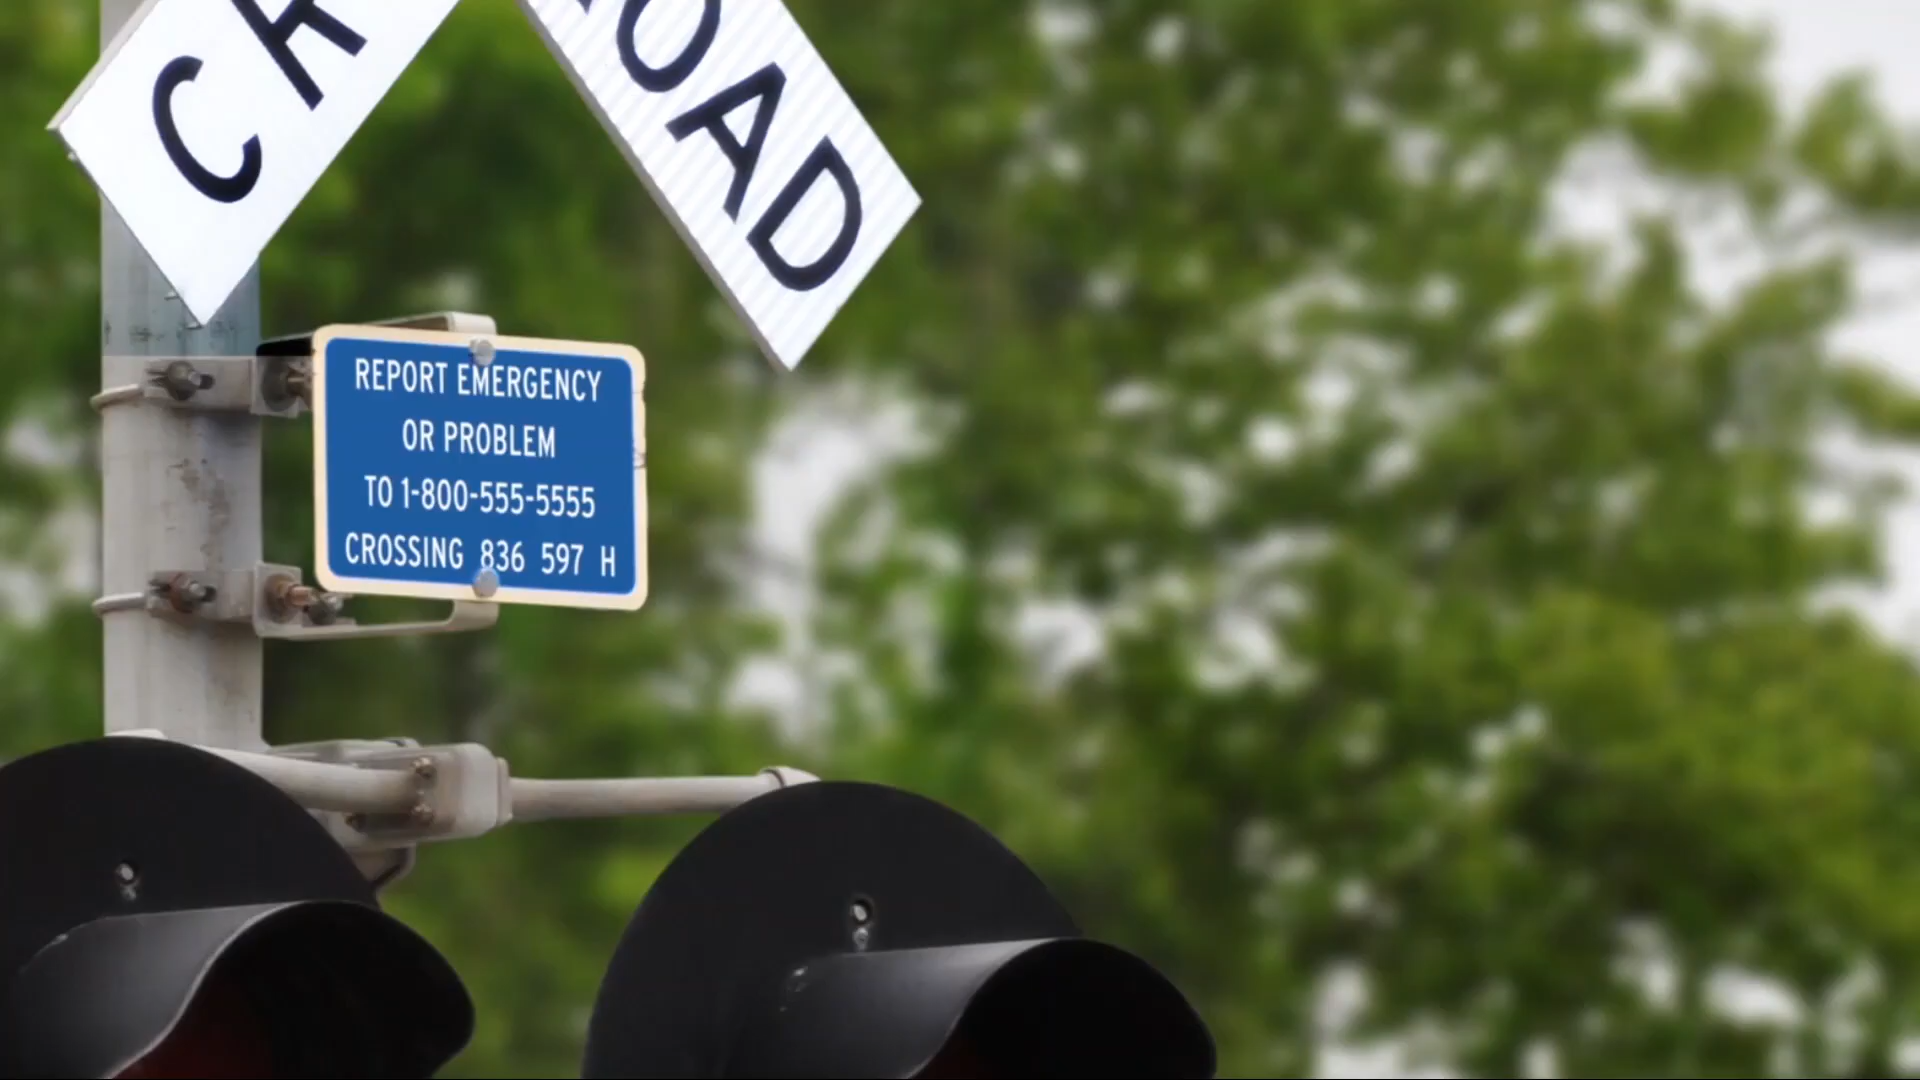 CR
OAD
REPORT EMERGENCY
OR PROBLEM
TO 1-800-555-5555
CROSSING 836 597 H